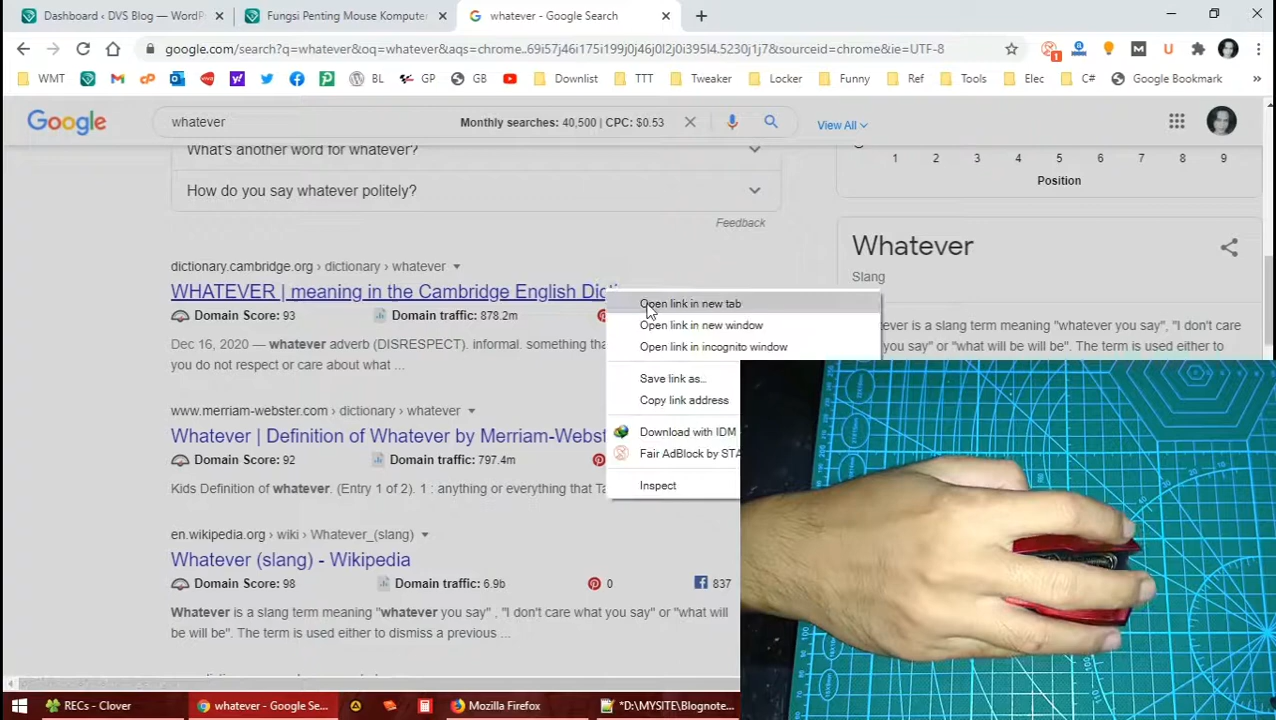 Dashboard ‹ DVS Blog — WordP
Fungsi Penting Mouse Komputer
whatever - Google Search
google.com/search?q=whatever&oq=whatever&aqs=chrome..69i57j46i175i199j0j46j0l2j0i395l4.5230j1j7&sourceid=chrome&ie=UTF-8
WMT
BL
GP
GB
Downlist
TTT
Tweaker
Locker
Funny
Ref
Tools
Elec
C#
Google Bookmark
Google
whatever
Monthly searches: 40,500 | CPC: $0.53
View All
What's another word for whatever?
How do you say whatever politely?
Feedback
1 2 3 4 5 6 7 8 9
Position
Whatever
Slang
dictionary.cambridge.org › dictionary › whatever
WHATEVER | meaning in the Cambridge English Dicti
Domain Score: 93
Domain traffic: 878.2m
Dec 16, 2020 — whatever adverb (DISRESPECT). informal. something tha
you do not respect or care about what ...
Open link in new tab
Open link in new window
Open link in incognito window
Save link as...
Copy link address
Download with IDM
Fair AdBlock by STA
Inspect
ever is a slang term meaning "whatever you say", "I don't care
you say" or "what will be will be". The term is used either to
www.merriam-webster.com › dictionary › whatever
Whatever | Definition of Whatever by Merriam-Webst
Domain Score: 92
Domain traffic: 797.4m
Kids Definition of whatever. (Entry 1 of 2). 1 : anything or everything that Ta
en.wikipedia.org › wiki › Whatever_(slang)
Whatever (slang) - Wikipedia
Domain Score: 98
Domain traffic: 6.9b
0
837
Whatever is a slang term meaning "whatever you say" , "I don't care what you say" or "what will
be will be". The term is used either to dismiss a previous ...
RECs - Clover
whatever - Google Se...
Mozilla Firefox
*D:\MYSITE\Blognote...